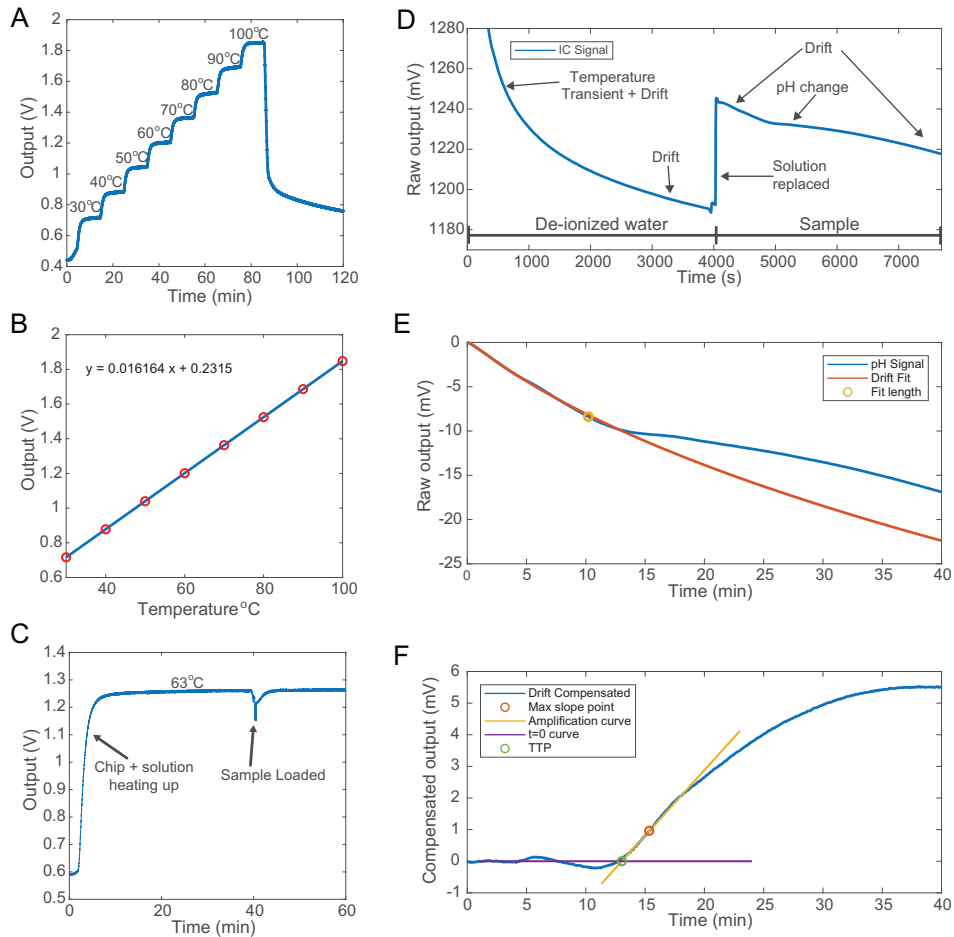 A
Output (V)
2
1.8
1.6
1.4
1.2
1
0.8
0.6
0.4
30°C
40°C
50°C
60°C
70°C
80°C
90°C
100°C
0
20
40
60
80
100
120
Time (min)
B
Output (V)
2
1.8
1.6
1.4
1.2
1
0.8
0.6
y = 0.016164 x + 0.2315
40
60
80
100
Temperature°C
C
Output (V)
1.4
1.3
1.2
1.1
1
0.9
0.8
0.7
0.6
0.5
63°C
Chip + solution
heating up
Sample Loaded
0
20
40
60
Time (min)
D
Raw output (mV)
1280
1260
1240
1220
1200
1180
IC Signal
Temperature
Transient + Drift
Drift
Drift
pH change
Solution
replaced
De-ionized water
Sample
0
1000
2000
3000
4000
5000
6000
7000
Time (s)
E
Raw output (mV)
0
-5
-10
-15
-20
-25
pH Signal
Drift Fit
Fit length
0
5
10
15
20
25
30
35
40
Time (min)
F
Compensated output (mV)
6
5
4
3
2
1
0
-1
Drift Compensated
Max slope point
Amplification curve
t=0 curve
TTP
0
5
10
15
20
25
30
35
40
Time (min)